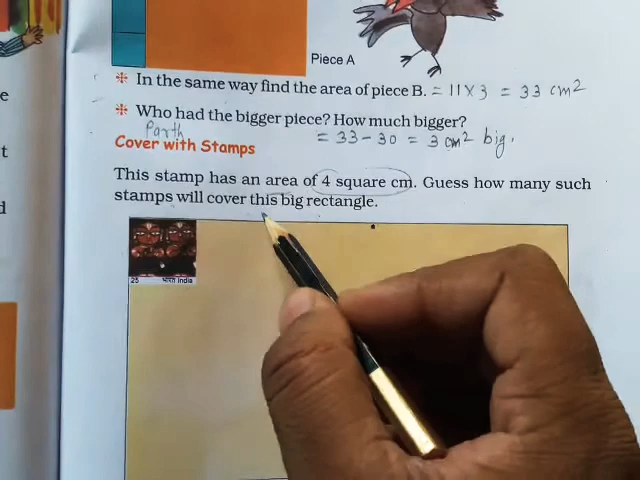 Piece A
In the same way find the area of piece B. = 11 x 3 = 33 cm²
Who had the bigger piece? How much bigger?
Parth = 33 - 30 = 3 cm² big.
Cover with Stamps
This stamp has an area of 4 square cm. Guess how many such
stamps will cover this big rectangle.
25 भारत India
e
t
d